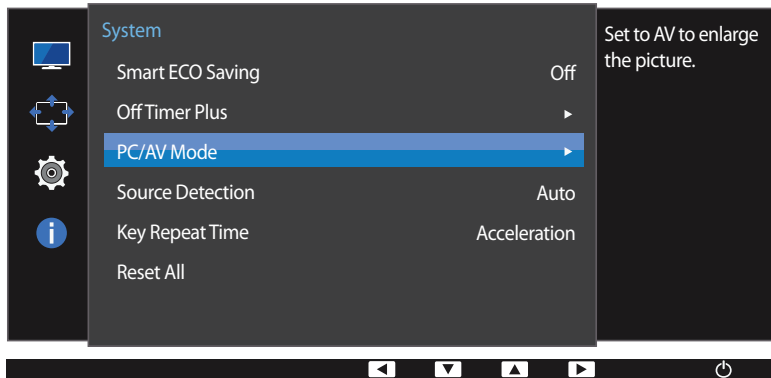 System
Smart ECO Saving Off
Off Timer Plus
PC/AV Mode
Source Detection Auto
Key Repeat Time Acceleration
Reset All
Set to AV to enlarge
the picture.